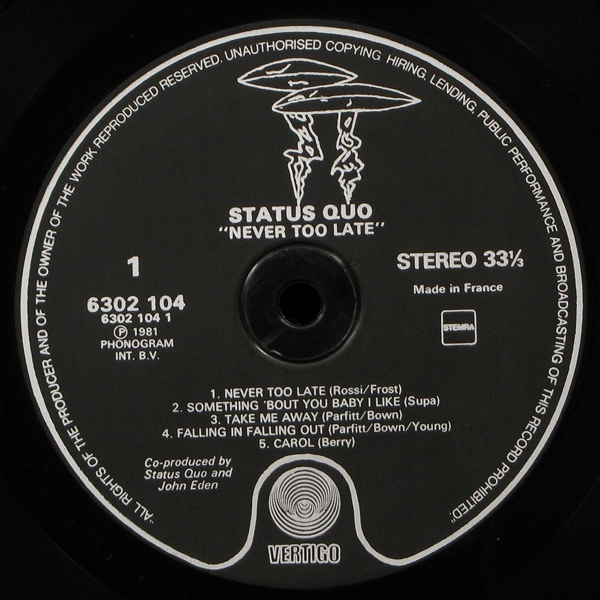 "ALL RIGHTS OF THE PRODUCER AND OF THE OWNER OF THE WORK REPRODUCED RESERVED. UNAUTHORISED COPYING HIRING, LENDING, PUBLIC PERFORMANCE AND BROADCASTING OF THIS RECORD PROHIBITED."
STATUS QUO
"NEVER TOO LATE"
1
STEREO 33⅓
6302 104
6302 104 1
℗ 1981
PHONOGRAM
INT. B.V.
Made in France
STEMRA
1. NEVER TOO LATE (Rossi/Frost)
2. SOMETHING 'BOUT YOU BABY I LIKE (Supa)
3. TAKE ME AWAY (Parfitt/Bown)
4. FALLING IN FALLING OUT (Parfitt/Bown/Young)
5. CAROL (Berry)
Co-produced by
Status Quo and
John Eden
VERTIGO